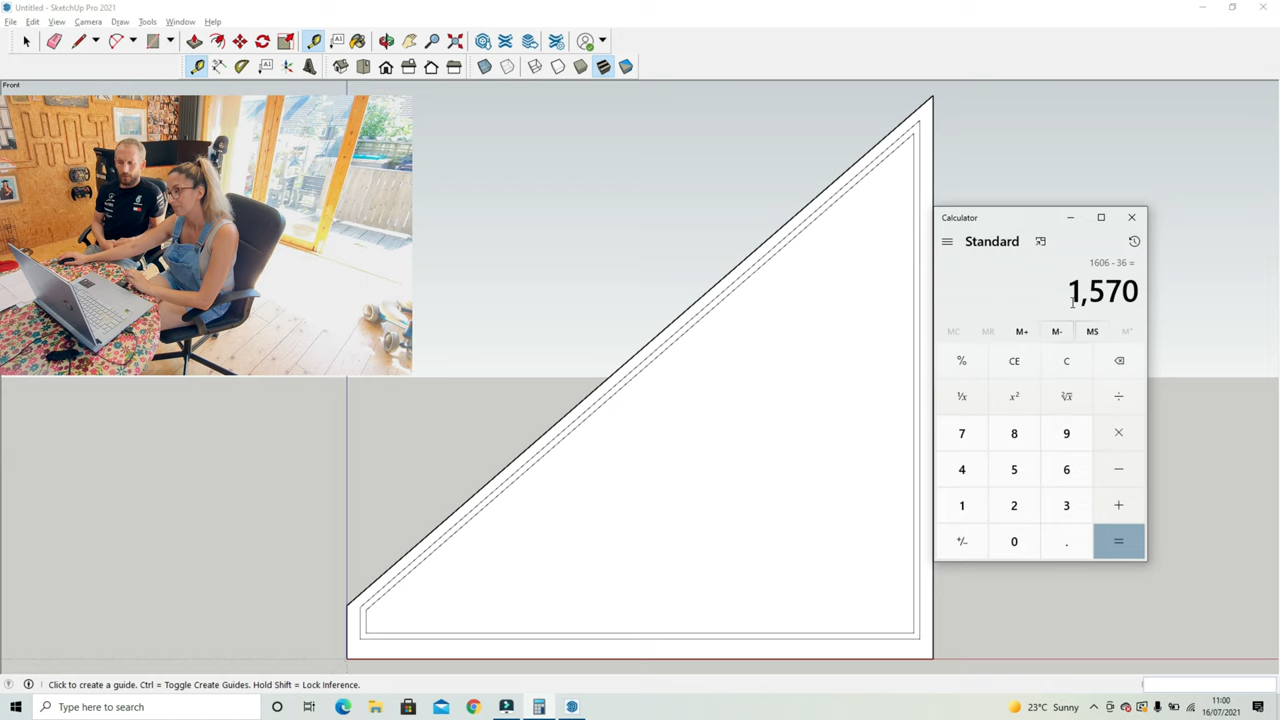 Untitled - SketchUp Pro 2021
File Edit View Camera Draw Tools Window Help
Front
Calculator
Standard
1606 - 36 =
1,570
MC MR M+ M- MS M˅
% CE C
¹/x x² ²√x ÷
7 8 9 ×
4 5 6 −
1 2 3 +
+/− 0 . =
Click to create a guide. Ctrl = Toggle Create Guides. Hold Shift = Lock Inference.
Type here to search
23°C Sunny
11:00
16/07/2021